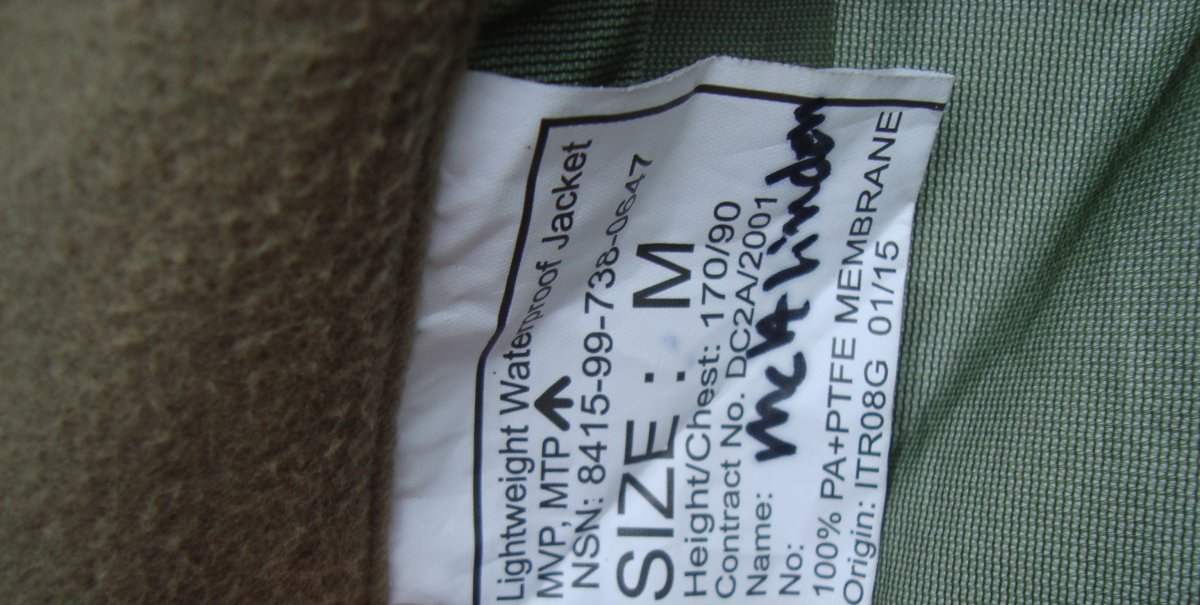 Lightweight Waterproof Jacket
MVP, MTP
NSN: 8415-99-738-0647
SIZE: M
Height/Chest: 170/90
Contract No. DC2A/2001
Name: McAlinden
No:
100% PA+PTFE MEMBRANE
Origin: ITR08G 01/15